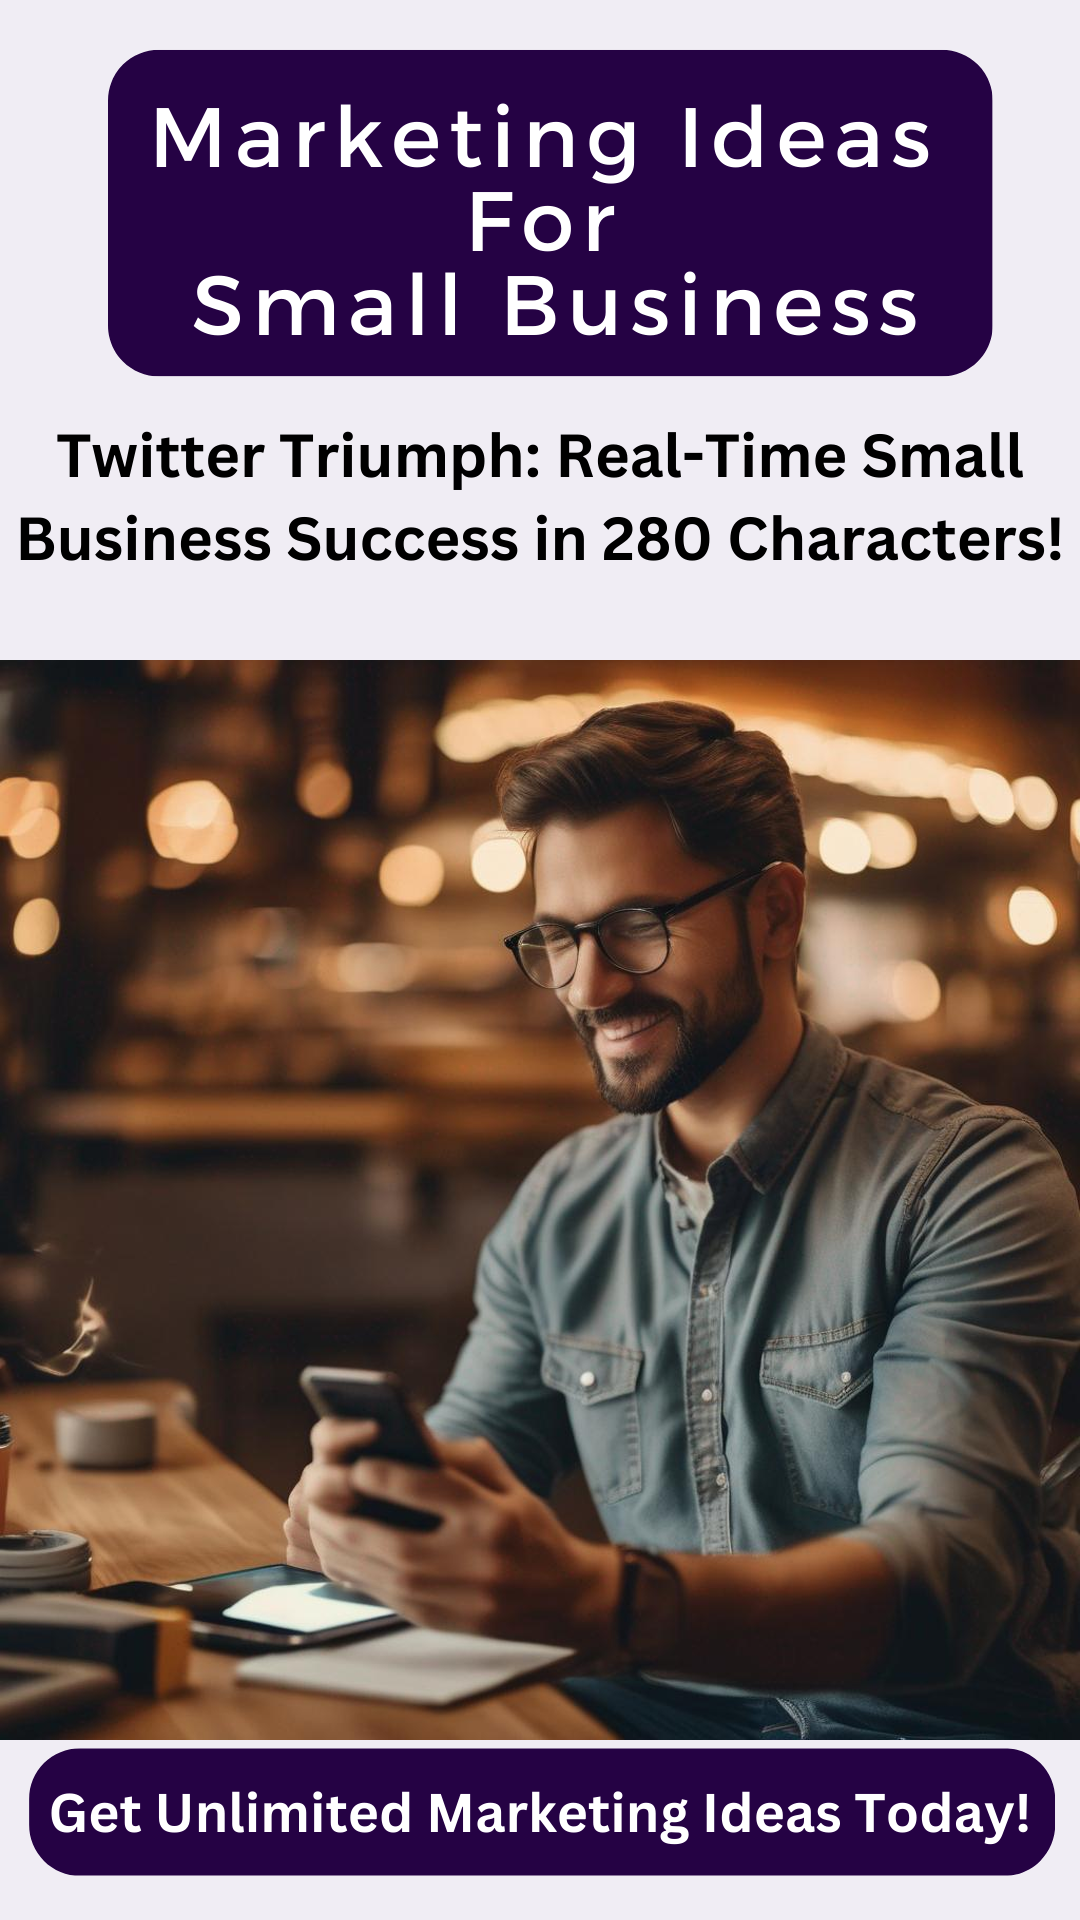 Marketing Ideas
For
Small Business
Twitter Triumph: Real-Time Small
Business Success in 280 Characters!
Get Unlimited Marketing Ideas Today!